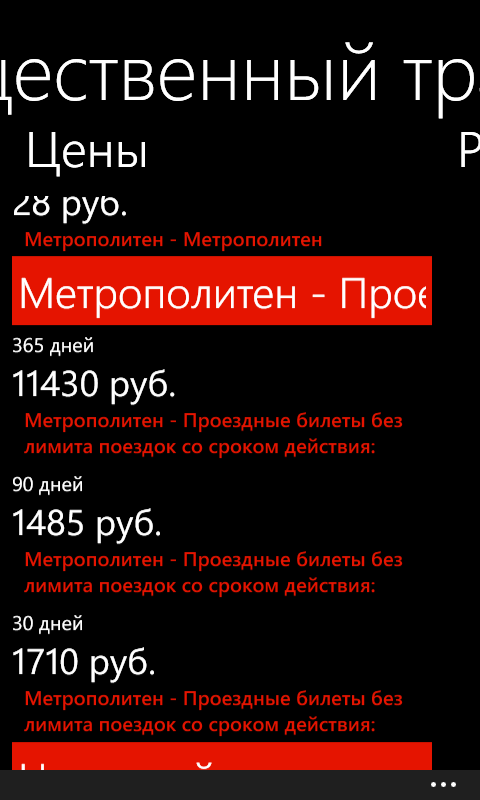 щественный тр
Цены
28 руб.
Метрополитен - Метрополитен
Метрополитен - Прое
365 дней
11430 руб.
Метрополитен - Проездные билеты без
лимита поездок со сроком действия:
90 дней
1485 руб.
Метрополитен - Проездные билеты без
лимита поездок со сроком действия:
30 дней
1710 руб.
Метрополитен - Проездные билеты без
лимита поездок со сроком действия: